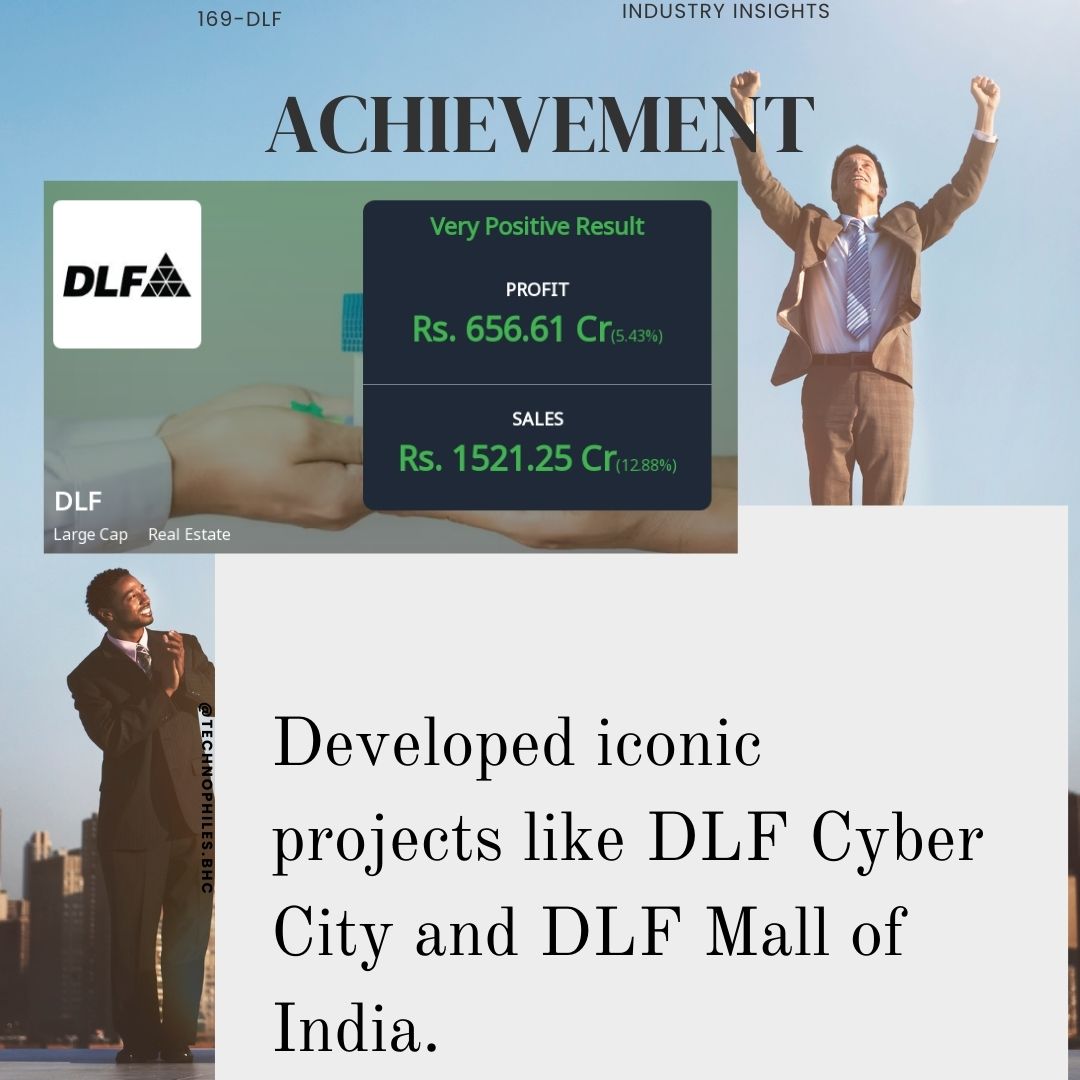 169-DLF
INDUSTRY INSIGHTS
ACHIEVEMENT
DLF
Very Positive Result
PROFIT
Rs. 656.61 Cr(5.43%)
SALES
Rs. 1521.25 Cr(12.88%)
DLF
Large Cap Real Estate
@TECHNOPHILES.BHC
Developed iconic
projects like DLF Cyber
City and DLF Mall of
India.